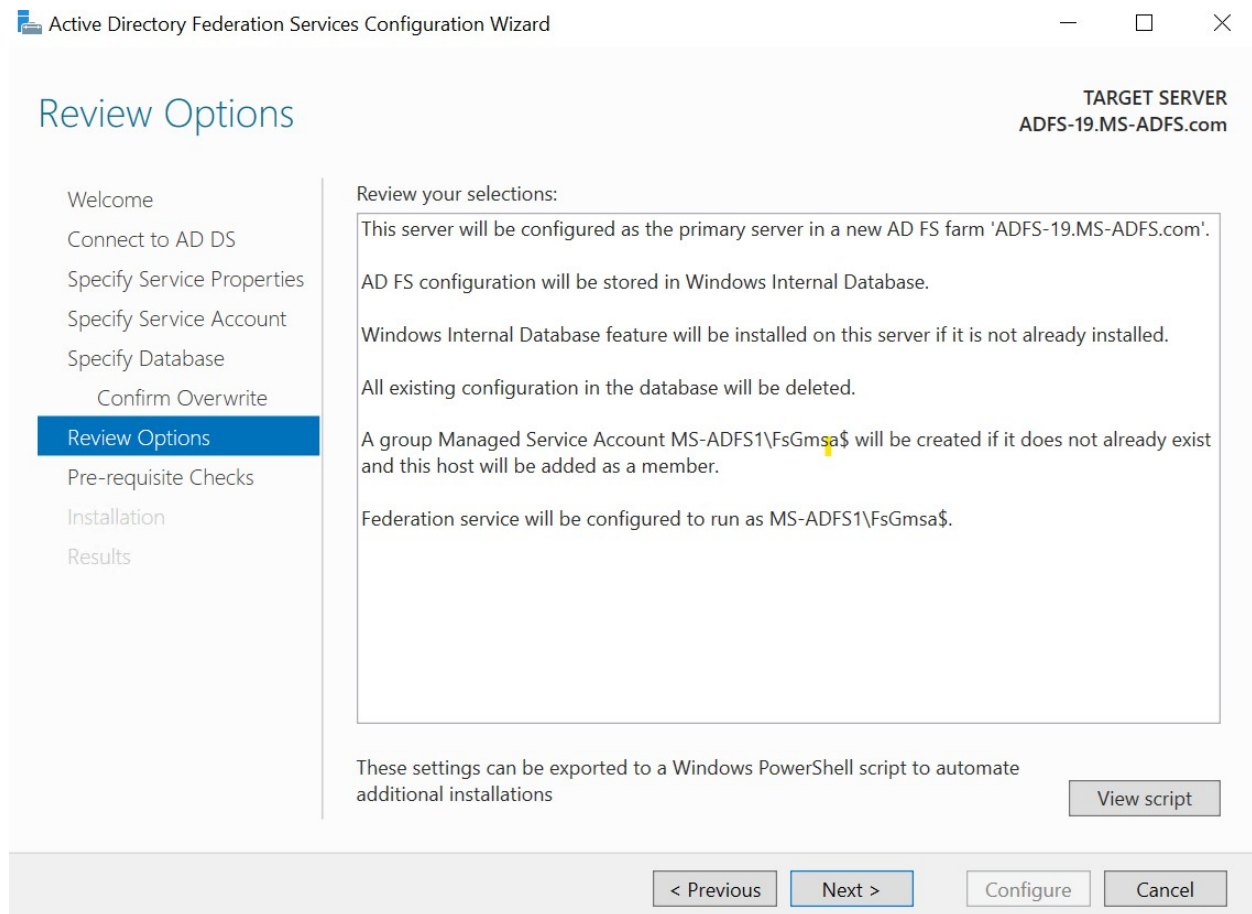 Active Directory Federation Services Configuration Wizard
Review Options
TARGET SERVER
ADFS-19.MS-ADFS.com
Welcome
Connect to AD DS
Specify Service Properties
Specify Service Account
Specify Database
Confirm Overwrite
Review Options
Pre-requisite Checks
Installation
Results
Review your selections:
This server will be configured as the primary server in a new AD FS farm 'ADFS-19.MS-ADFS.com'.
AD FS configuration will be stored in Windows Internal Database.
Windows Internal Database feature will be installed on this server if it is not already installed.
All existing configuration in the database will be deleted.
A group Managed Service Account MS-ADFS1\FsGmsa$ will be created if it does not already exist
and this host will be added as a member.
Federation service will be configured to run as MS-ADFS1\FsGmsa$.
These settings can be exported to a Windows PowerShell script to automate
additional installations
View script
< Previous
Next >
Configure
Cancel